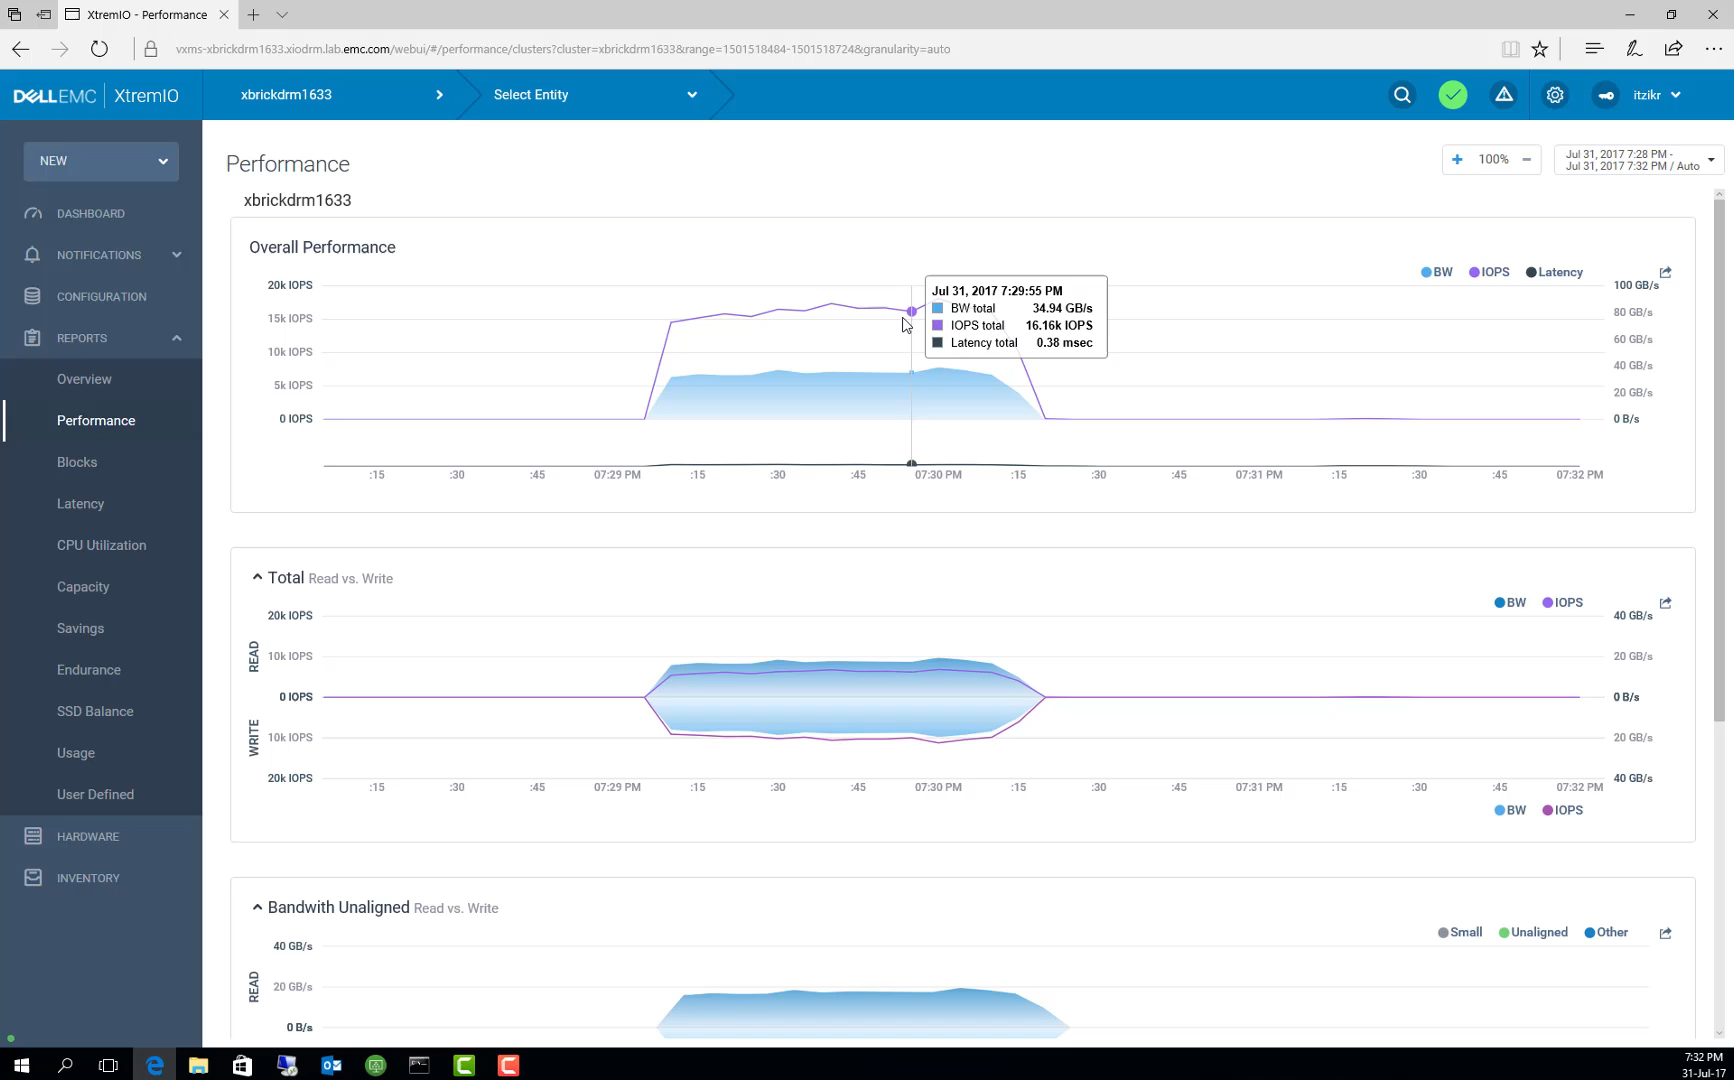 XtremIO - Performance
vxms-xbrickdrm1633.xiodrm.lab.emc.com/webui/#/performance/clusters?cluster=xbrickdrm1633&range=1501518484-1501518724&granularity=auto
DELLEMC XtremIO
xbrickdrm1633
Select Entity
itzikr
NEW
DASHBOARD
NOTIFICATIONS
CONFIGURATION
REPORTS
Overview
Performance
Blocks
Latency
CPU Utilization
Capacity
Savings
Endurance
SSD Balance
Usage
User Defined
HARDWARE
INVENTORY
Performance
100%
Jul 31, 2017 7:28 PM -
Jul 31, 2017 7:32 PM / Auto
xbrickdrm1633
Overall Performance
BW IOPS Latency
20k IOPS
15k IOPS
10k IOPS
5k IOPS
0 IOPS
100 GB/s
80 GB/s
60 GB/s
40 GB/s
20 GB/s
0 B/s
Jul 31, 2017 7:29:55 PM
BW total 34.94 GB/s
IOPS total 16.16k IOPS
Latency total 0.38 msec
:15 :30 :45 07:29 PM :15 :30 :45 07:30 PM :15 :30 :45 07:31 PM :15 :30 :45 07:32 PM
Total Read vs. Write
BW IOPS
20k IOPS
10k IOPS
0 IOPS
10k IOPS
20k IOPS
READ
WRITE
40 GB/s
20 GB/s
0 B/s
20 GB/s
40 GB/s
:15 :30 :45 07:29 PM :15 :30 :45 07:30 PM :15 :30 :45 07:31 PM :15 :30 :45 07:32 PM
BW IOPS
Bandwith Unaligned Read vs. Write
Small Unaligned Other
40 GB/s
20 GB/s
0 B/s
READ
7:32 PM
31-Jul-17